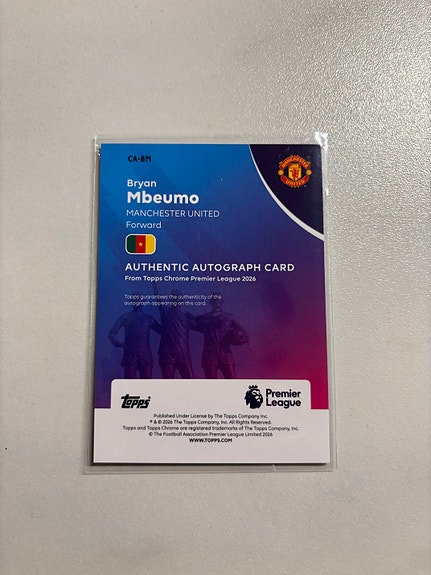 CA-BM
MANCHESTER
UNITED
Bryan
Mbeumo
MANCHESTER UNITED
Forward
AUTHENTIC AUTOGRAPH CARD
From Topps Chrome Premier League 2026
Topps guarantees the authenticity of the
autograph appearing on this card.
Topps
Premier
League
Published Under License by The Topps Company, Inc.
® & © 2026 The Topps Company, Inc. All Rights Reserved.
Topps and Topps Chrome are registered trademarks of The Topps Company, Inc.
© The Football Association Premier League Limited 2026
WWW.TOPPS.COM